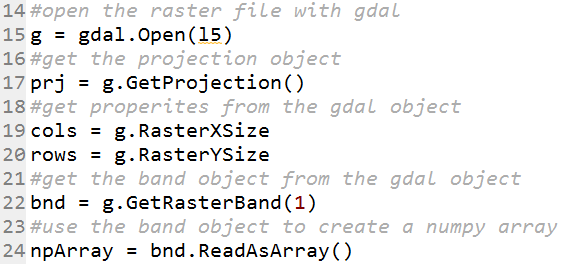 14 #open the raster file with gdal
15 g = gdal.Open(l5)
16 #get the projection object
17 prj = g.GetProjection()
18 #get properites from the gdal object
19 cols = g.RasterXSize
20 rows = g.RasterYSize
21 #get the band object from the gdal object
22 bnd = g.GetRasterBand(1)
23 #use the band object to create a numpy array
24 npArray = bnd.ReadAsArray()